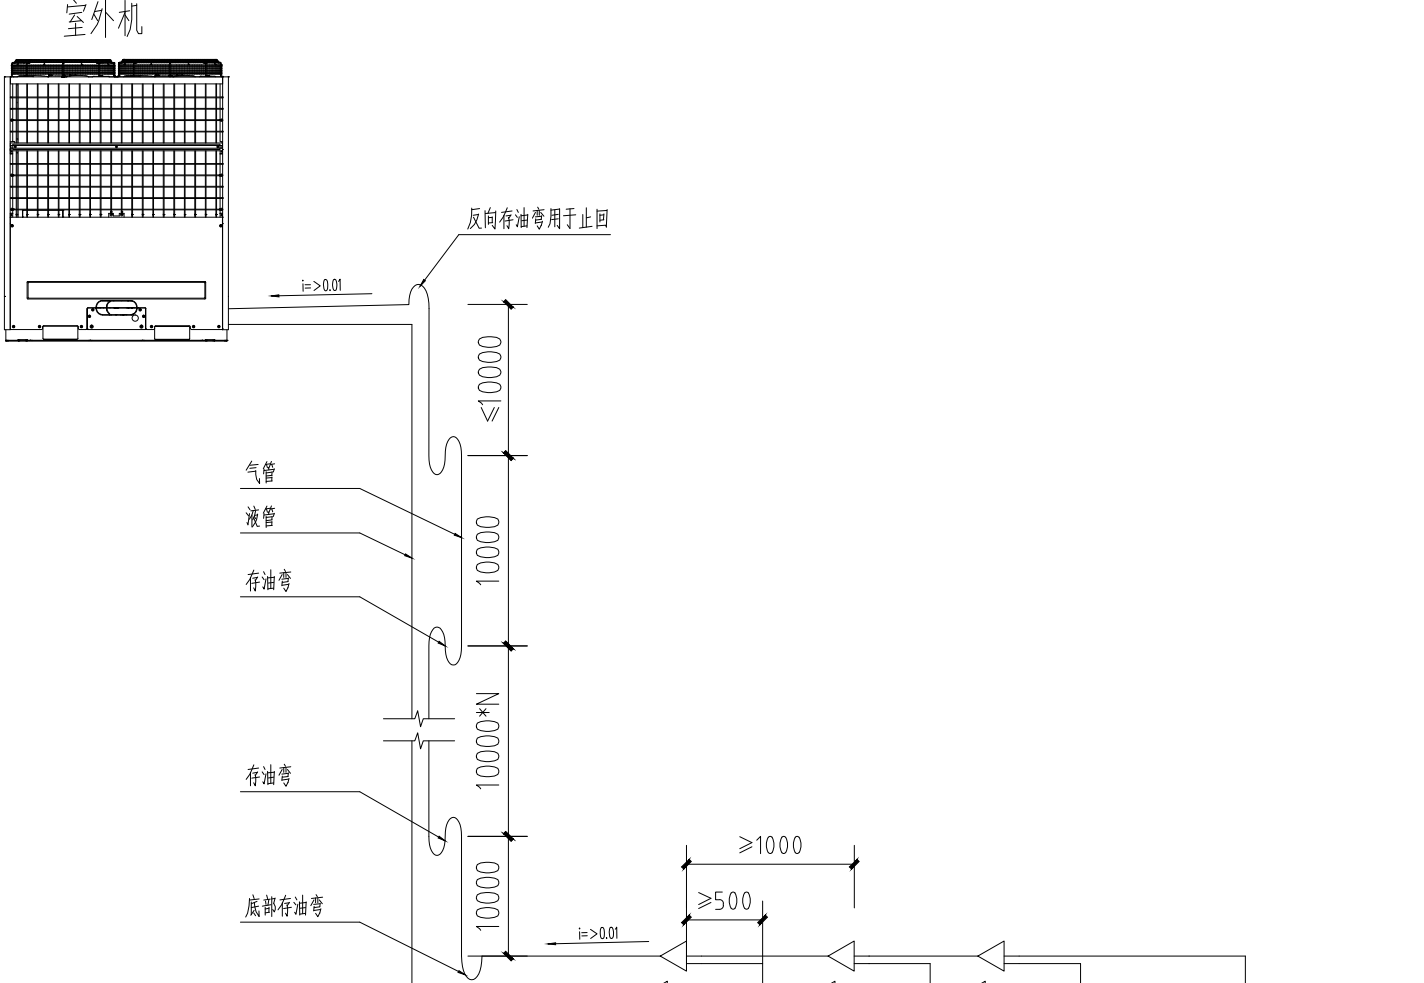 室外机
反向存油弯用于止回
i=>0.01
≤10000
气管
液管
10000
存油弯
10000*N
存油弯
≥1000
10000
≥500
底部存油弯
i=>0.01